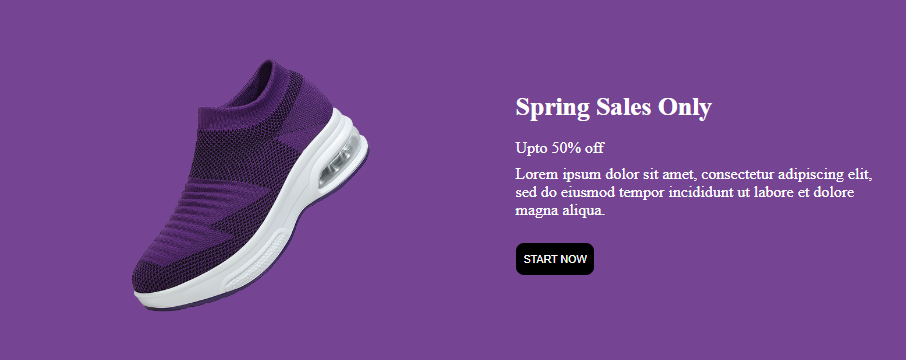 Spring Sales Only
Upto 50% off
Lorem ipsum dolor sit amet, consectetur adipiscing elit,
sed do eiusmod tempor incididunt ut labore et dolore
magna aliqua.
START NOW